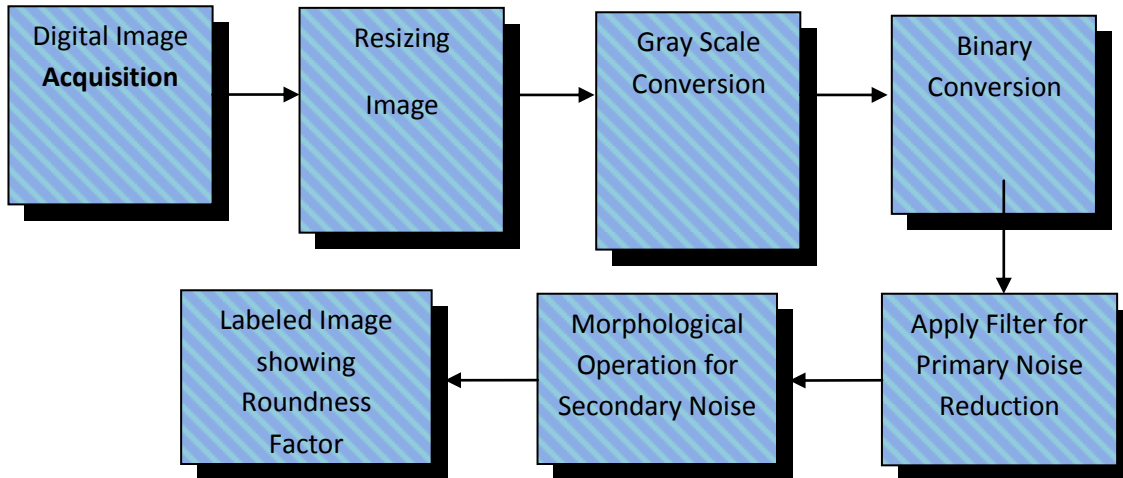 Digital Image
Acquisition
Resizing
Image
Gray Scale
Conversion
Binary
Conversion
Apply Filter for
Primary Noise
Reduction
Morphological
Operation for
Secondary Noise
Labeled Image
showing
Roundness
Factor